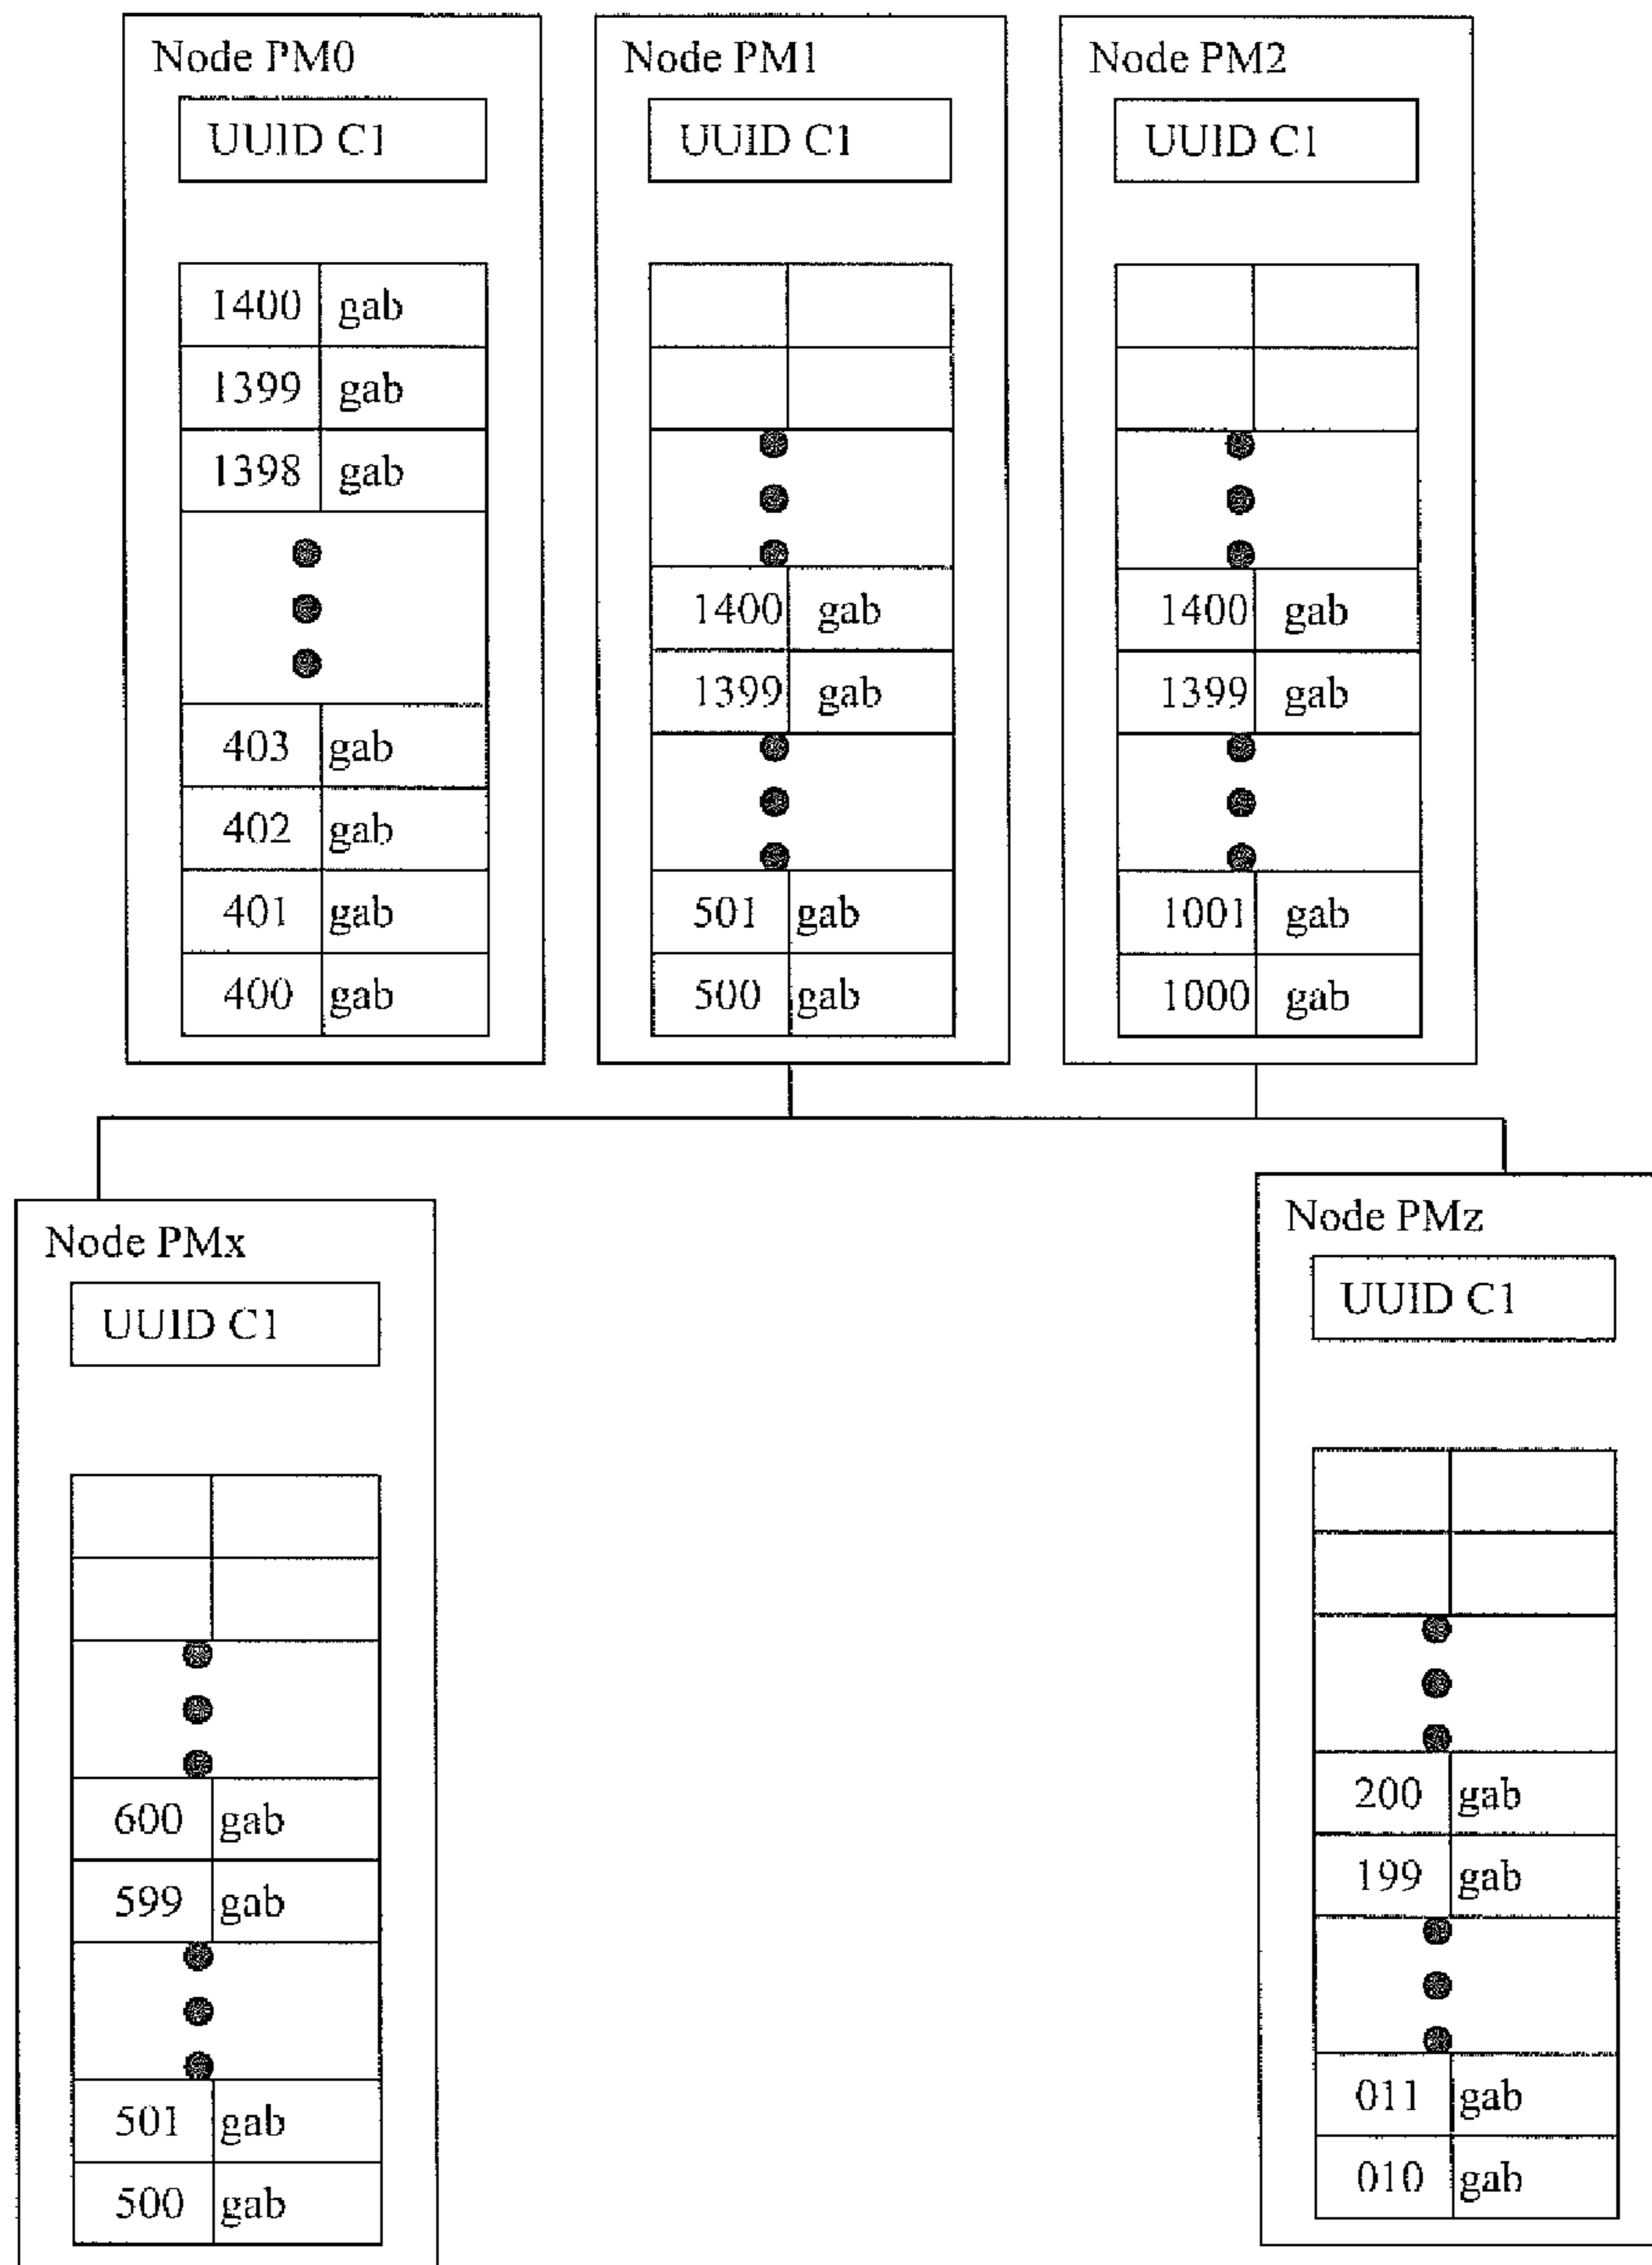 Node PM0
UUID C1
1400 gab
1399 gab
1398 gab
403 gab
402 gab
401 gab
400 gab
Node PM1
UUID C1
1400 gab
1399 gab
501 gab
500 gab
Node PM2
UUID C1
1400 gab
1399 gab
1001 gab
1000 gab
Node PMx
UUID C1
600 gab
599 gab
501 gab
500 gab
Node PMz
UUID C1
200 gab
199 gab
011 gab
010 gab